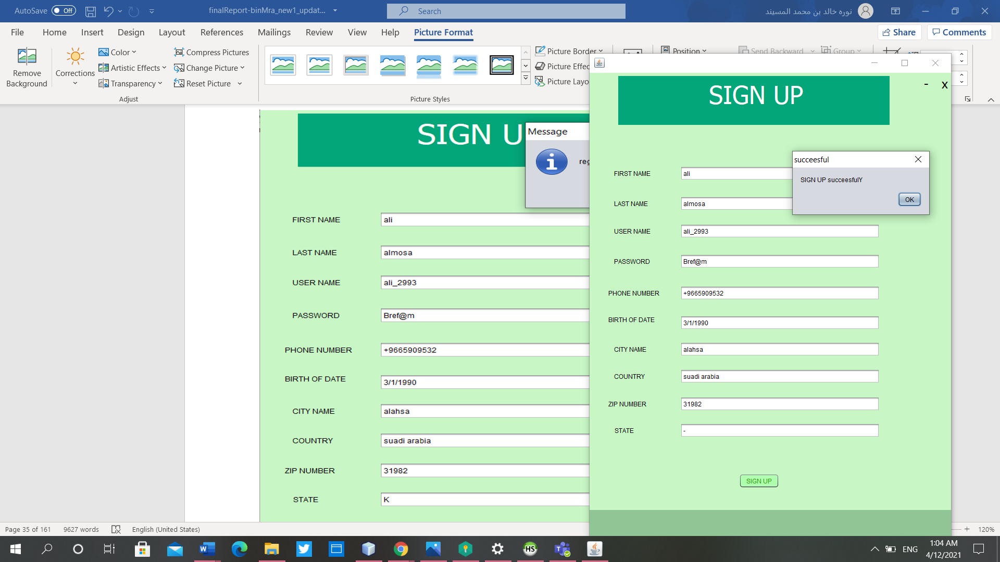 AutoSave Off finalReport-binMra_new1_updat... Search نوره خالد بن محمد المسيند
File Home Insert Design Layout References Mailings Review View Help Picture Format Share Comments
Remove Background
Corrections
Color
Artistic Effects
Transparency
Compress Pictures
Change Picture
Reset Picture
Adjust
Picture Styles
Picture Border
Picture Effec
Picture Layo
Position
Send Backward
Group
SIGN U
Message
reg
FIRST NAME ali
LAST NAME almosa
USER NAME ali_2993
PASSWORD Bref@m
PHONE NUMBER +9665909532
BIRTH OF DATE 3/1/1990
CITY NAME alahsa
COUNTRY suadi arabia
ZIP NUMBER 31982
STATE K
- x
SIGN UP
succeesful
SIGN UP succeesfulY
OK
FIRST NAME ali
LAST NAME almosa
USER NAME ali_2993
PASSWORD Bref@m
PHONE NUMBER +9665909532
BIRTH OF DATE 3/1/1990
CITY NAME alahsa
COUNTRY suadi arabia
ZIP NUMBER 31982
STATE -
SIGN UP
Page 35 of 161 9627 words English (United States) 120%
HS ENG 1:04 AM
4/12/2021